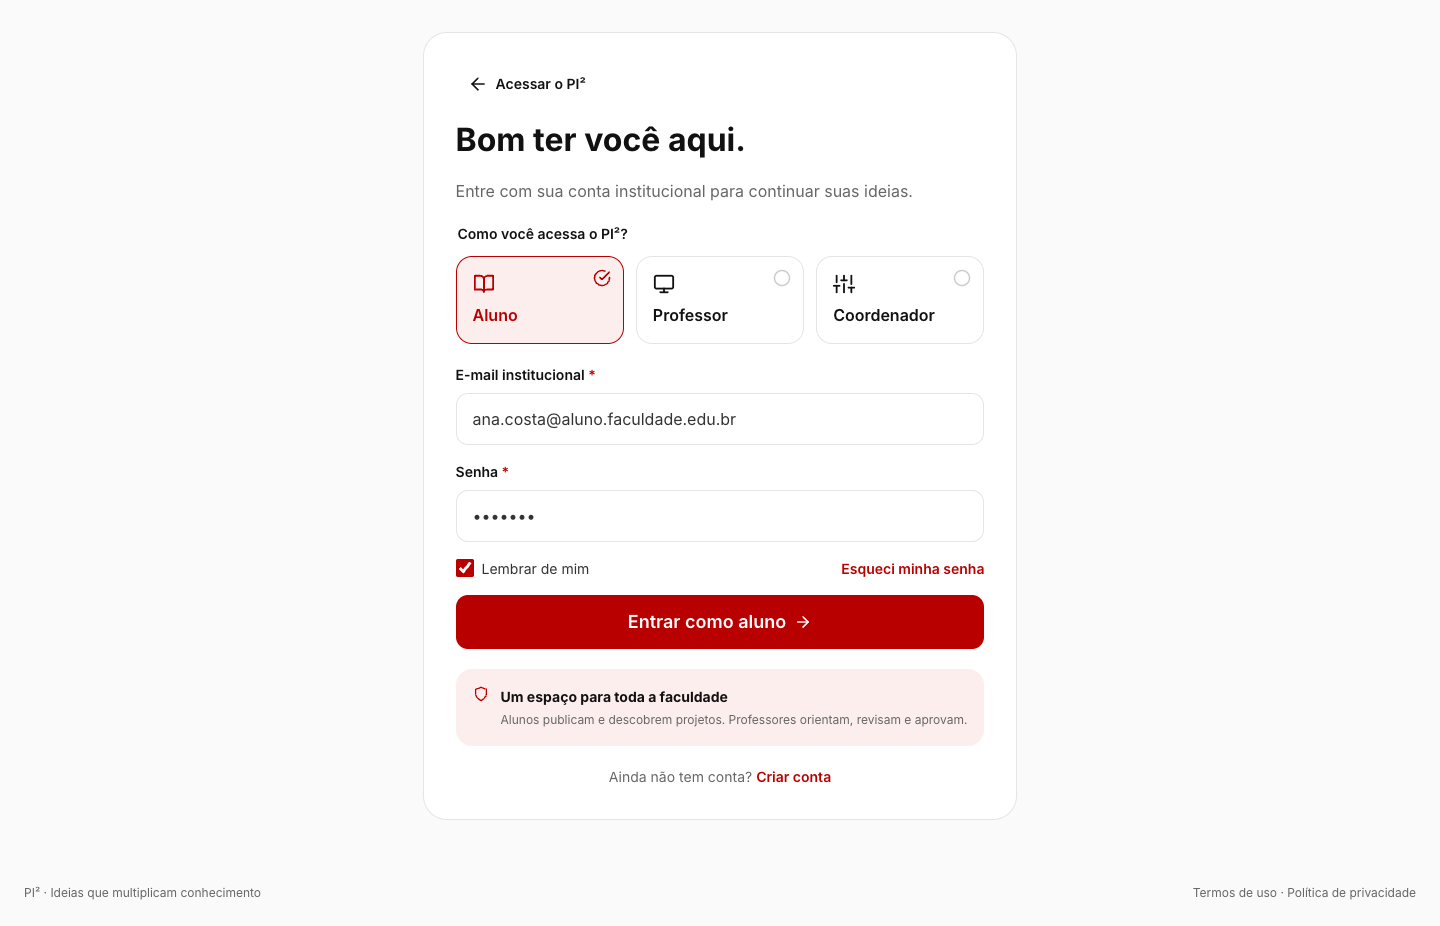 Acessar o PI²
Bom ter você aqui.
Entre com sua conta institucional para continuar suas ideias.
Como você acessa o PI²?
Aluno
Professor
Coordenador
E-mail institucional *
ana.costa@aluno.faculdade.edu.br
Senha *
•••••••
Lembrar de mim
Esqueci minha senha
Entrar como aluno →
Um espaço para toda a faculdade
Alunos publicam e descobrem projetos. Professores orientam, revisam e aprovam.
Ainda não tem conta? Criar conta
PI² · Ideias que multiplicam conhecimento
Termos de uso · Política de privacidade